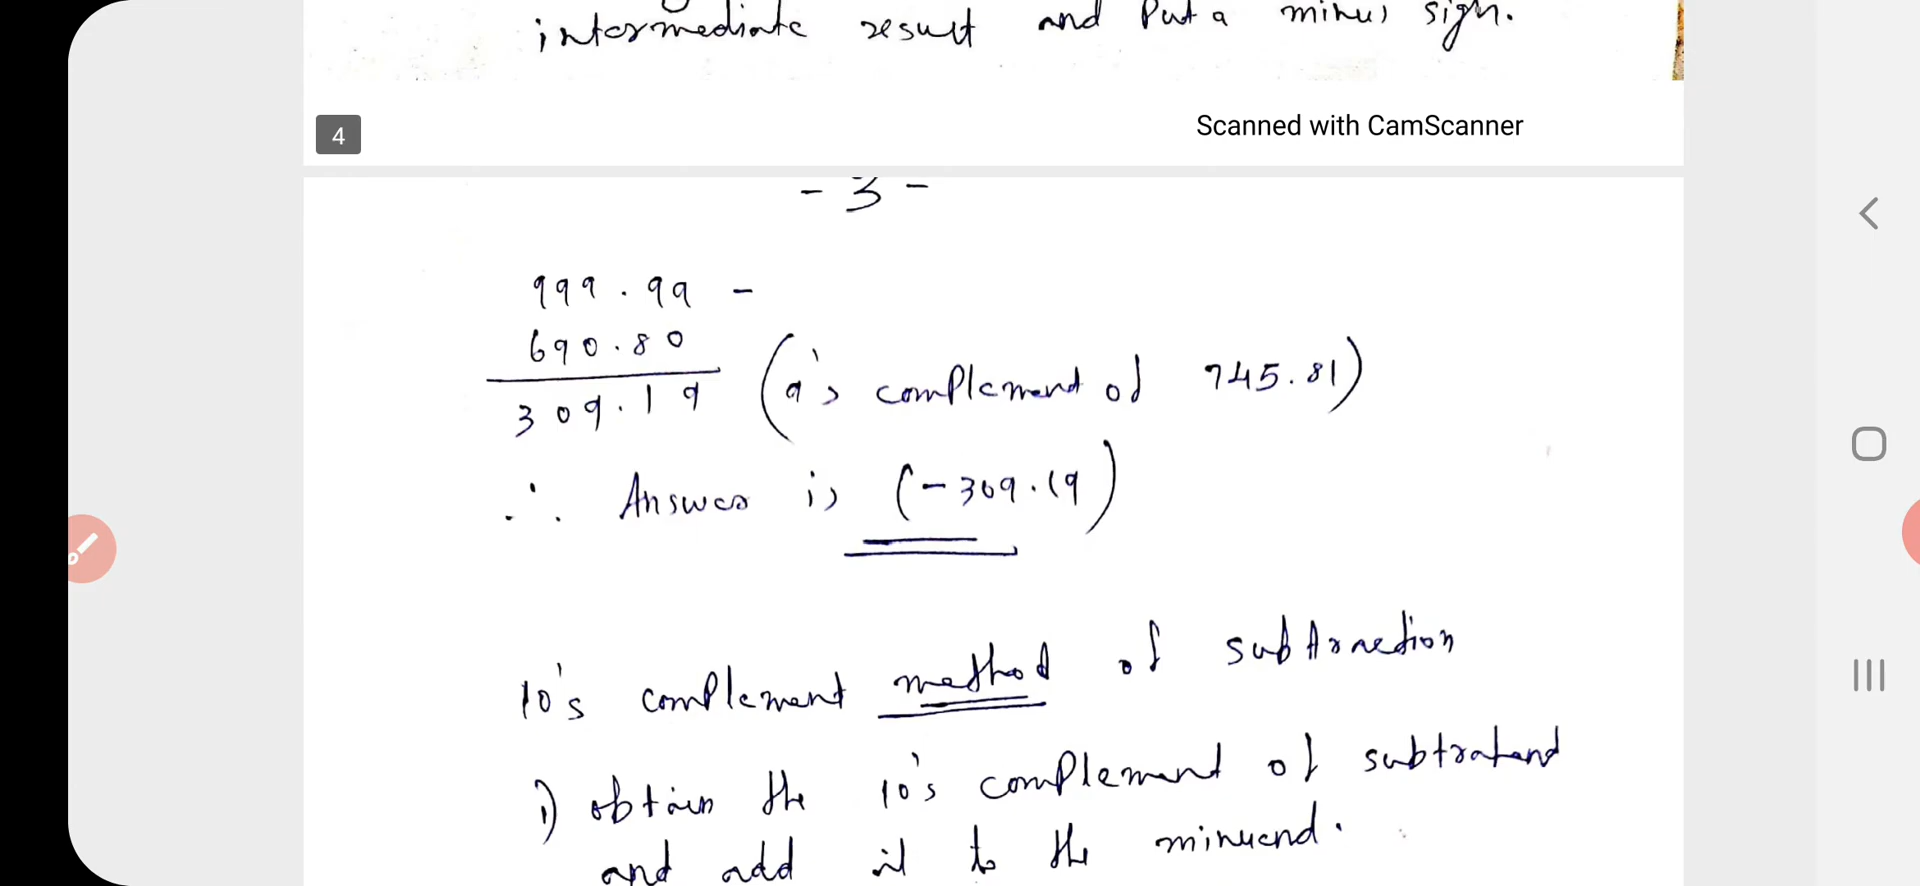 intermediate result and Put a minus sign.
4
Scanned with CamScanner
- 3 -
999.99 -
690.80
309.19 (9's complement of 745.81)
∴ Answer is (-309.19)
10's complement method of subtraction
i) obtain the 10's complement of subtrahend
and add it to the minuend.